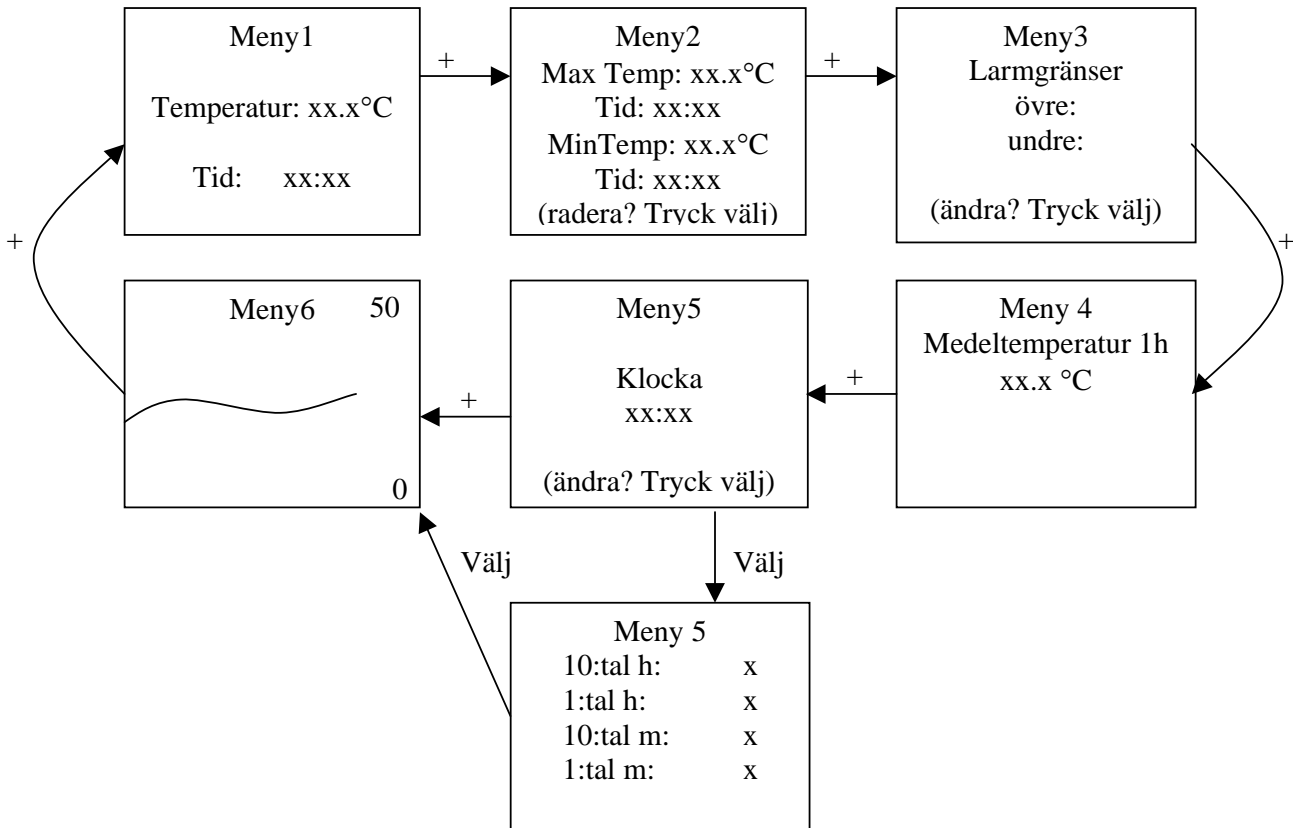 Meny1
Temperatur: xx.x°C
Tid: xx:xx
+
Meny2
Max Temp: xx.x°C
Tid: xx:xx
MinTemp: xx.x°C
Tid: xx:xx
(radera? Tryck välj)
+
Meny3
Larmgränser
övre:
undre:
(ändra? Tryck välj)
+
Meny 4
Medeltemperatur 1h
xx.x °C
+
Meny5
Klocka
xx:xx
(ändra? Tryck välj)
+
Meny6 50
0
+
Välj
Välj
Meny 5
10:tal h: x
1:tal h: x
10:tal m: x
1:tal m: x